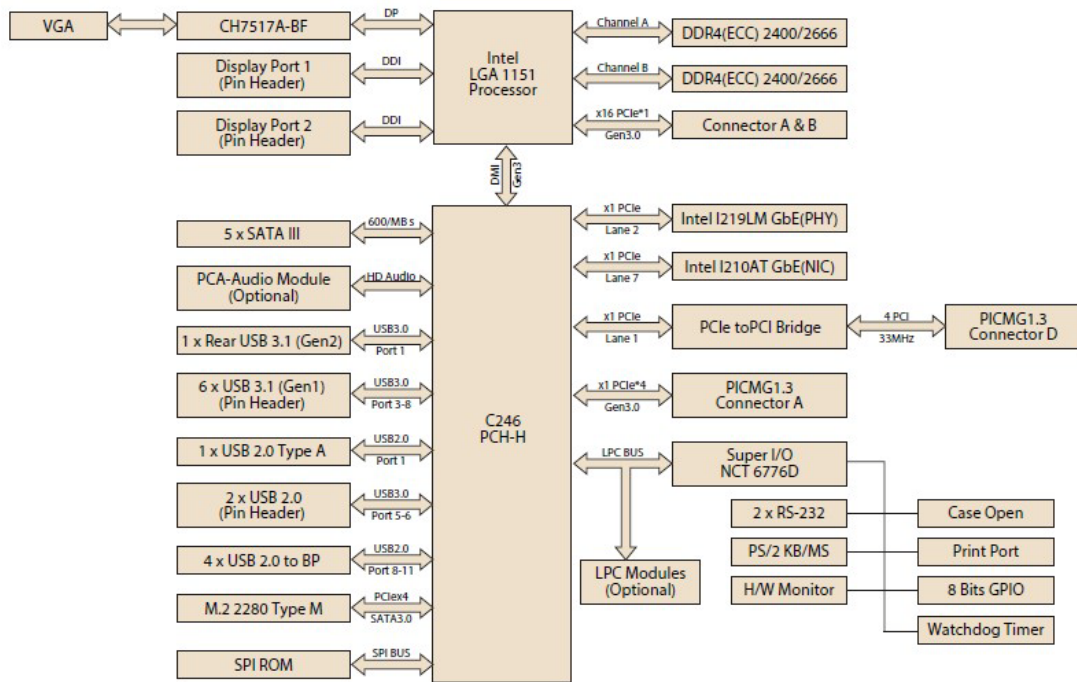 VGA
CH7517A-BF
DP
Intel
LGA 1151
Processor
Channel A
DDR4(ECC) 2400/2666
Display Port 1
(Pin Header)
DDI
Channel B
DDR4(ECC) 2400/2666
Display Port 2
(Pin Header)
DDI
x16 PCIe*1
Gen3.0
Connector A & B
DMI
Gen3
5 x SATA III
600/MB s
C246
PCH-H
x1 PCIe
Lane 2
Intel I219LM GbE(PHY)
PCA-Audio Module
(Optional)
HD Audio
x1 PCIe
Lane 7
Intel I210AT GbE(NIC)
1 x Rear USB 3.1 (Gen2)
USB3.0
Port 1
x1 PCIe
Lane 1
PCIe toPCI Bridge
4 PCI
33MHz
PICMG1.3
Connector D
6 x USB 3.1 (Gen1)
(Pin Header)
USB3.0
Port 3-8
x1 PCIe*4
Gen3.0
PICMG1.3
Connector A
1 x USB 2.0 Type A
USB2.0
Port 1
LPC BUS
Super I/O
NCT 6776D
2 x USB 2.0
(Pin Header)
USB3.0
Port 5-6
2 x RS-232
Case Open
4 x USB 2.0 to BP
USB2.0
Port 8-11
LPC Modules
(Optional)
PS/2 KB/MS
Print Port
M.2 2280 Type M
PCIex4
SATA3.0
H/W Monitor
8 Bits GPIO
Watchdog Timer
SPI ROM
SPI BUS